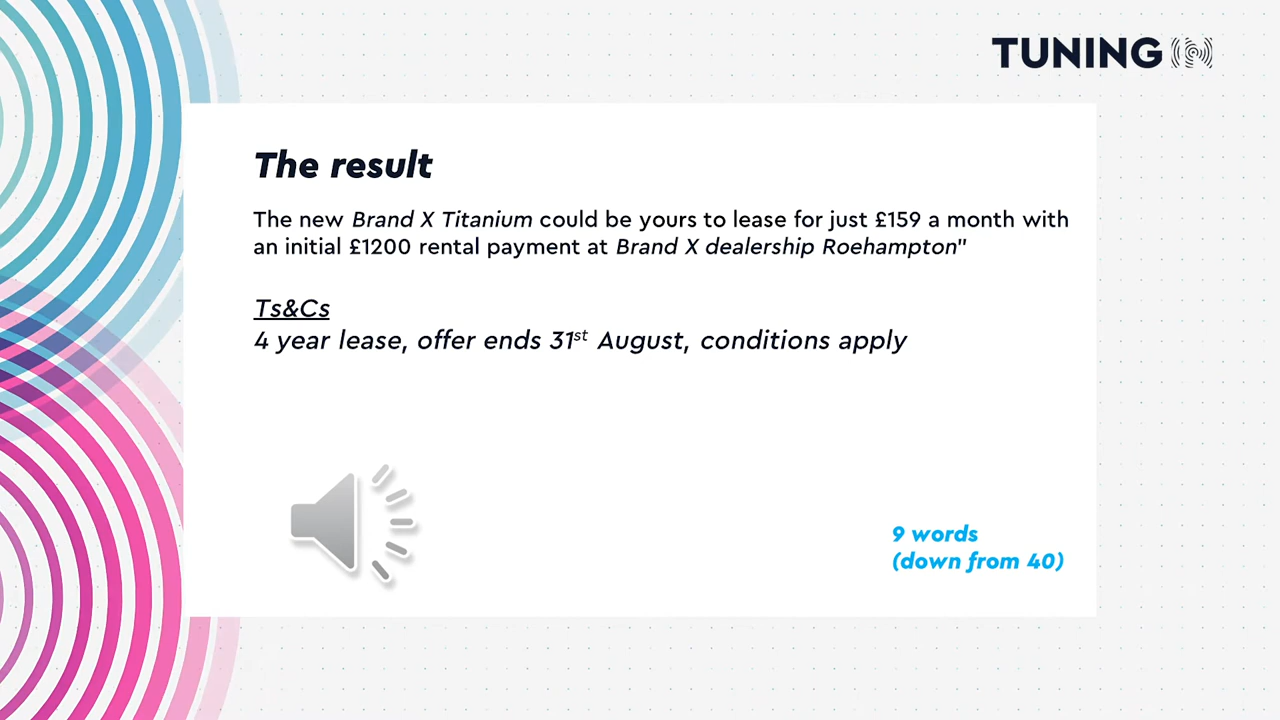 TUNING IN
The result
The new Brand X Titanium could be yours to lease for just £159 a month with
an initial £1200 rental payment at Brand X dealership Roehampton"
Ts&Cs
4 year lease, offer ends 31st August, conditions apply
9 words
(down from 40)